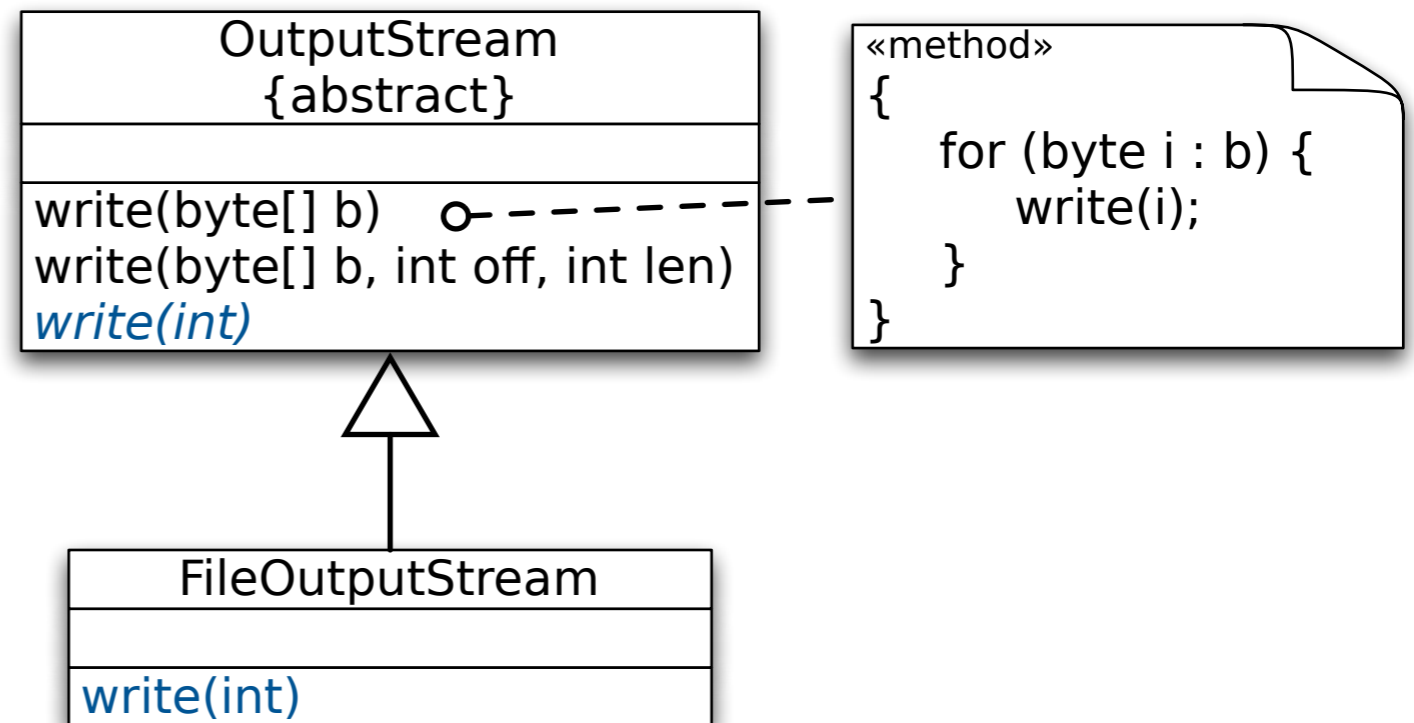 OutputStream
{abstract}
write(byte[] b)
write(byte[] b, int off, int len)
write(int)
«method»
{
for (byte i : b) {
write(i);
}
}
FileOutputStream
write(int)